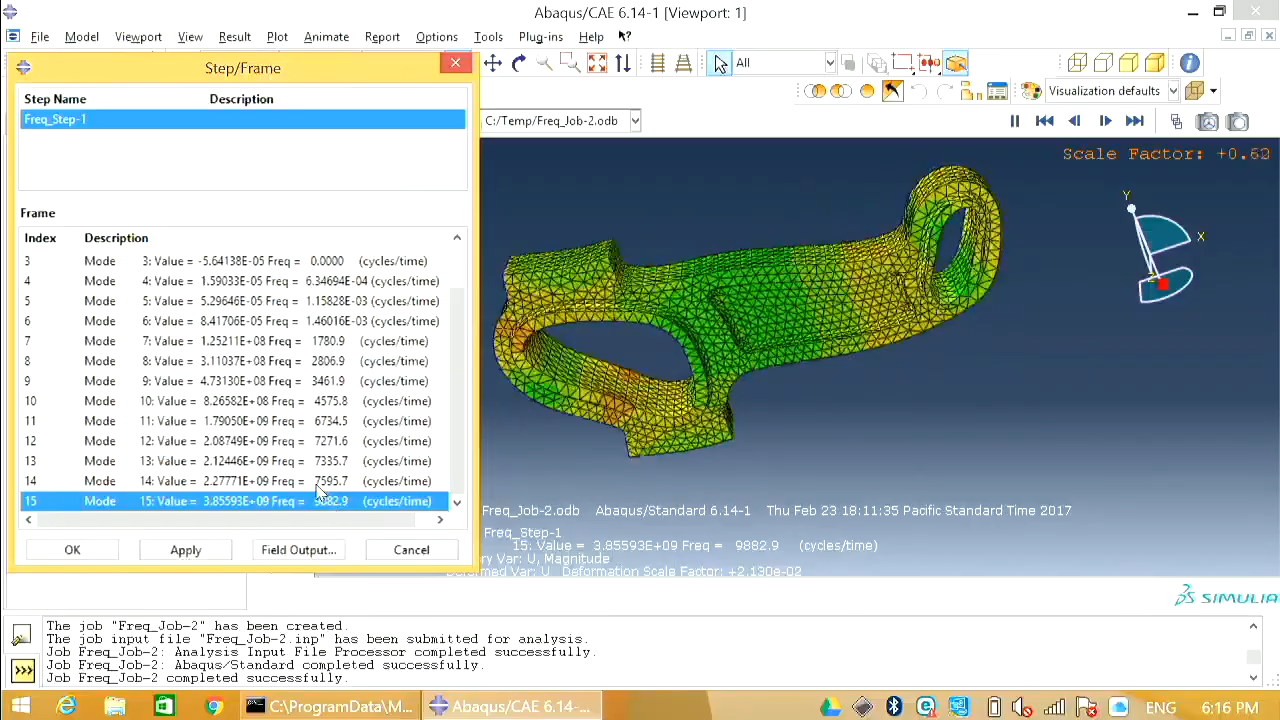 Abaqus/CAE 6.14-1 [Viewport: 1]
File Model Viewport View Result Plot Animate Report Options Tools Plug-ins Help
Step/Frame
All
Step Name Description
Visualization defaults
Freq_Step-1
C:/Temp/Freq_Job-2.odb
Scale Factor: +0.62
Y
X
Frame
Index Description
3 Mode 3: Value = -5.64138E-05 Freq = 0.0000 (cycles/time)
4 Mode 4: Value = 1.59033E-05 Freq = 6.34694E-04 (cycles/time)
5 Mode 5: Value = 5.29646E-05 Freq = 1.15828E-03 (cycles/time)
6 Mode 6: Value = 8.41706E-05 Freq = 1.46016E-03 (cycles/time)
7 Mode 7: Value = 1.25211E+08 Freq = 1780.9 (cycles/time)
8 Mode 8: Value = 3.11037E+08 Freq = 2806.9 (cycles/time)
9 Mode 9: Value = 4.73130E+08 Freq = 3461.9 (cycles/time)
10 Mode 10: Value = 8.26582E+08 Freq = 4575.8 (cycles/time)
11 Mode 11: Value = 1.79050E+09 Freq = 6734.5 (cycles/time)
12 Mode 12: Value = 2.08749E+09 Freq = 7271.6 (cycles/time)
13 Mode 13: Value = 2.12446E+09 Freq = 7335.7 (cycles/time)
14 Mode 14: Value = 2.27771E+09 Freq = 7595.7 (cycles/time)
15 Mode 15: Value = 3.85593E+09 Freq = 9882.9 (cycles/time)
OK Apply Field Output... Cancel
Freq_Job-2.odb Abaqus/Standard 6.14-1 Thu Feb 23 18:11:35 Pacific Standard Time 2017
Freq_Step-1
15: Value = 3.85593E+09 Freq = 9882.9 (cycles/time)
Var: U, Magnitude
Deformed Var: U Deformation Scale Factor: +2.130e-02
SIMULIA
The job "Freq_Job-2" has been created.
The job input file "Freq_Job-2.inp" has been submitted for analysis.
Job Freq_Job-2: Analysis Input File Processor completed successfully.
Job Freq_Job-2: Abaqus/Standard completed successfully.
Job Freq_Job-2 completed successfully.
C:\ProgramData\M... Abaqus/CAE 6.14-... ENG 6:16 PM